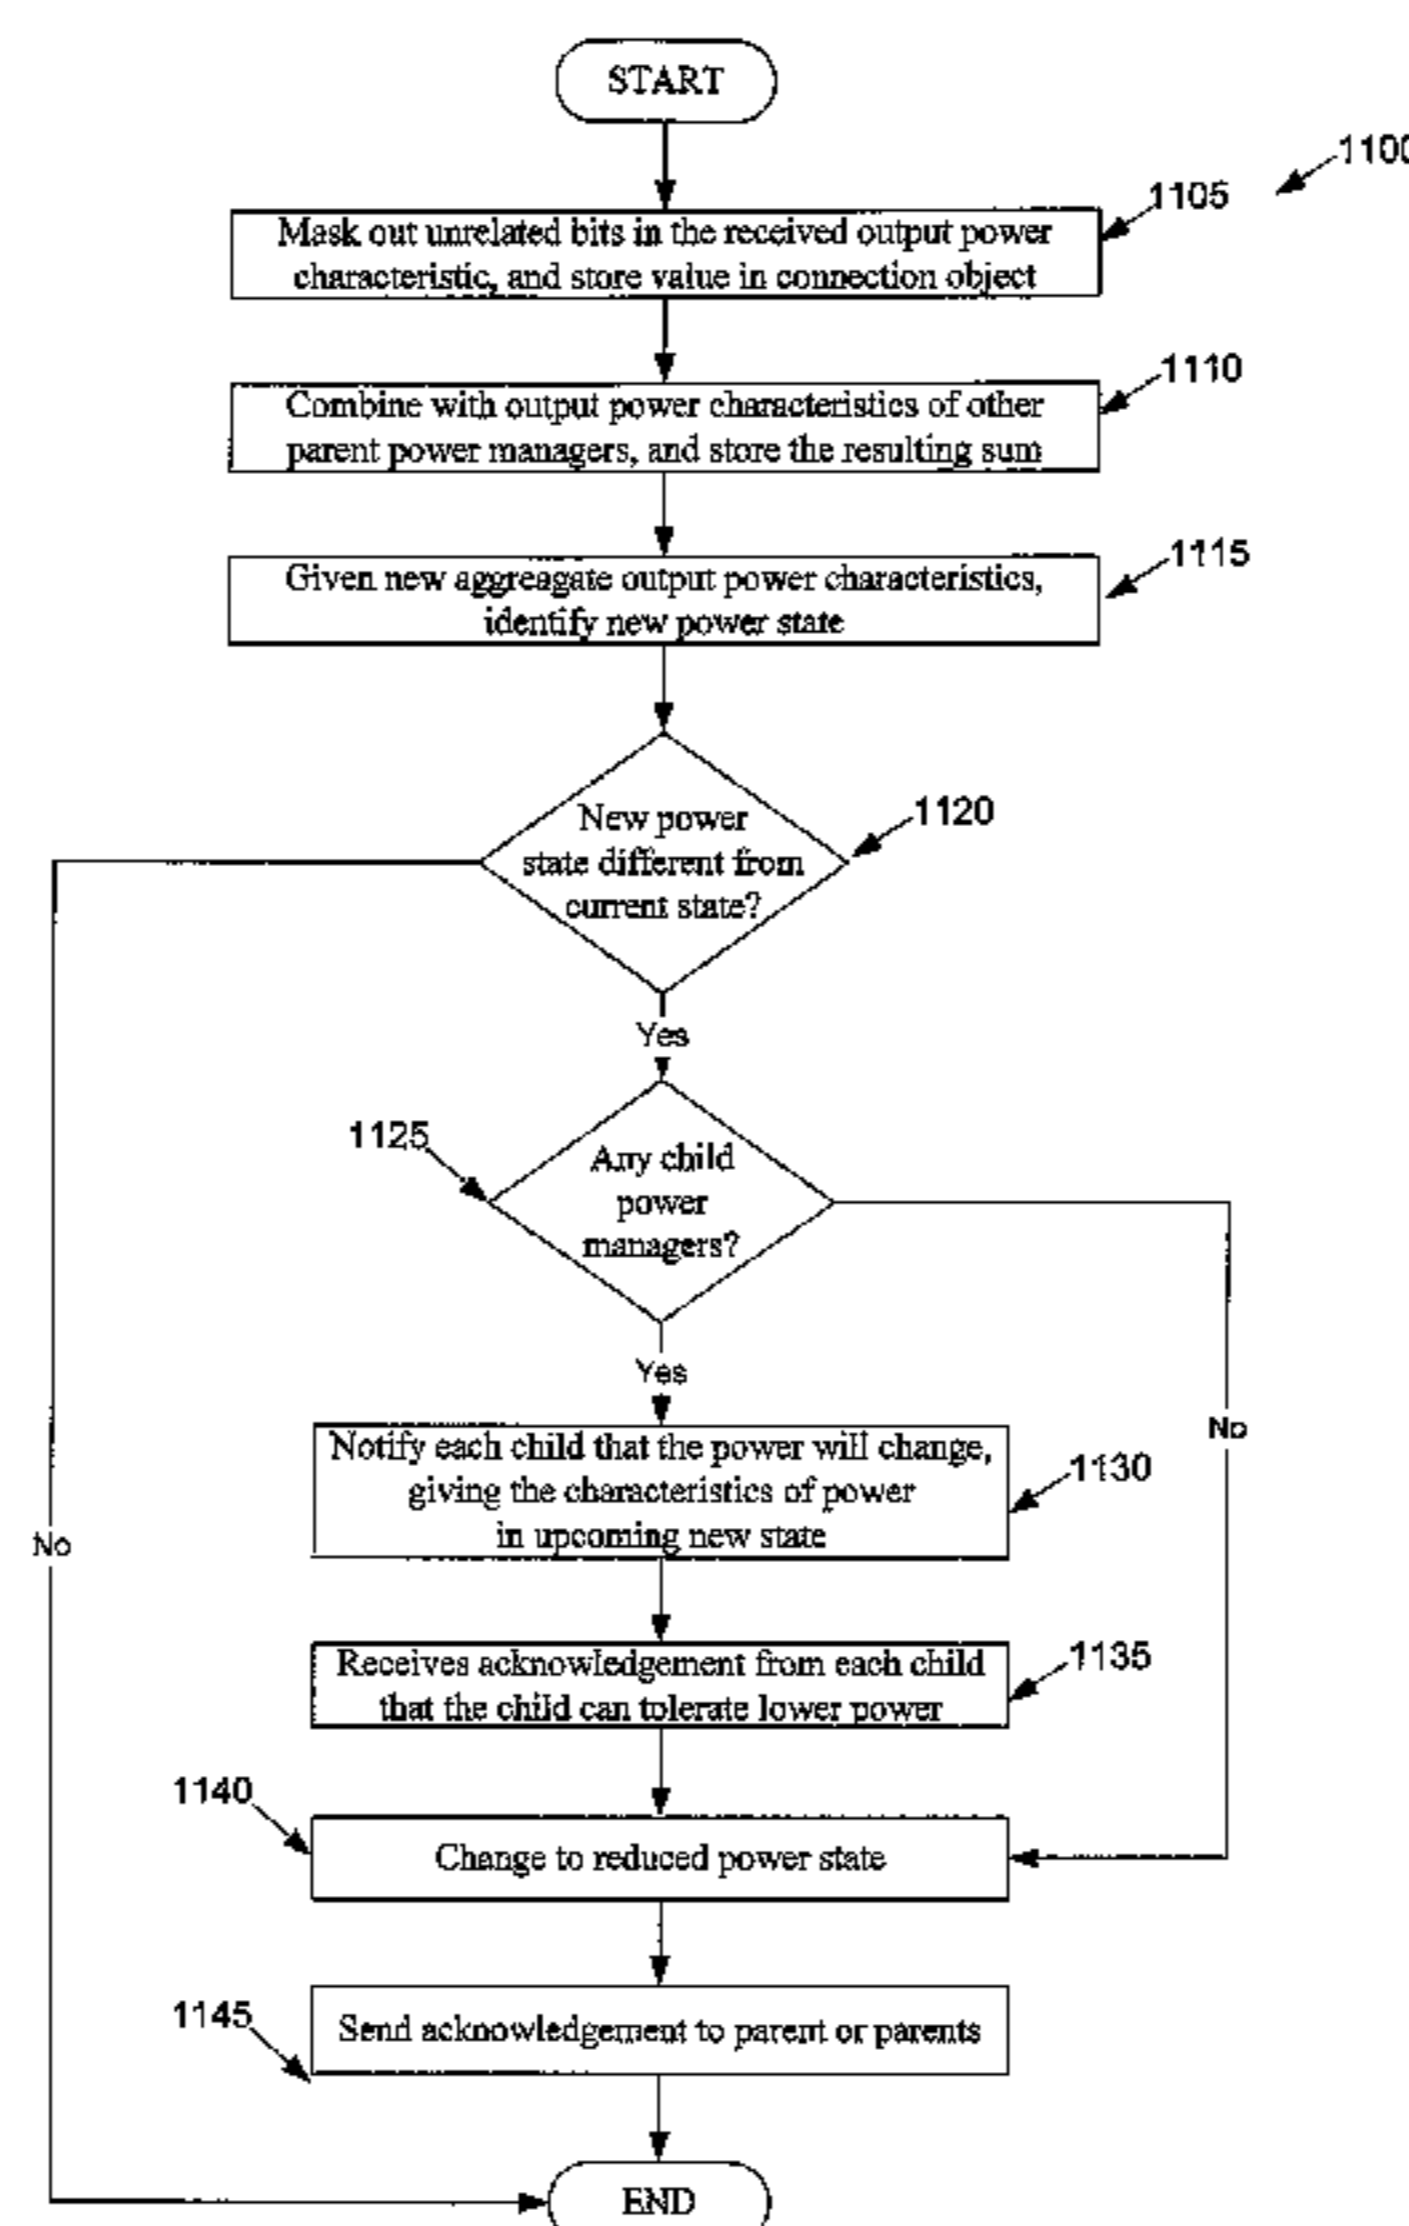 START
1100
1105
Mask out unrelated bits in the received output power
characteristic, and store value in connection object
1110
Combine with output power characteristics of other
parent power managers, and store the resulting sum
1115
Given new aggreagate output power characteristics,
identify new power state
1120
New power
state different from
current state?
Yes
1125
Any child
power
managers?
Yes
No
Notify each child that the power will change,
giving the characteristics of power
in upcoming new state
1130
No
Receives acknowledgement from each child
that the child can tolerate lower power
1135
1140
Change to reduced power state
1145
Send acknowledgement to parent or parents
END